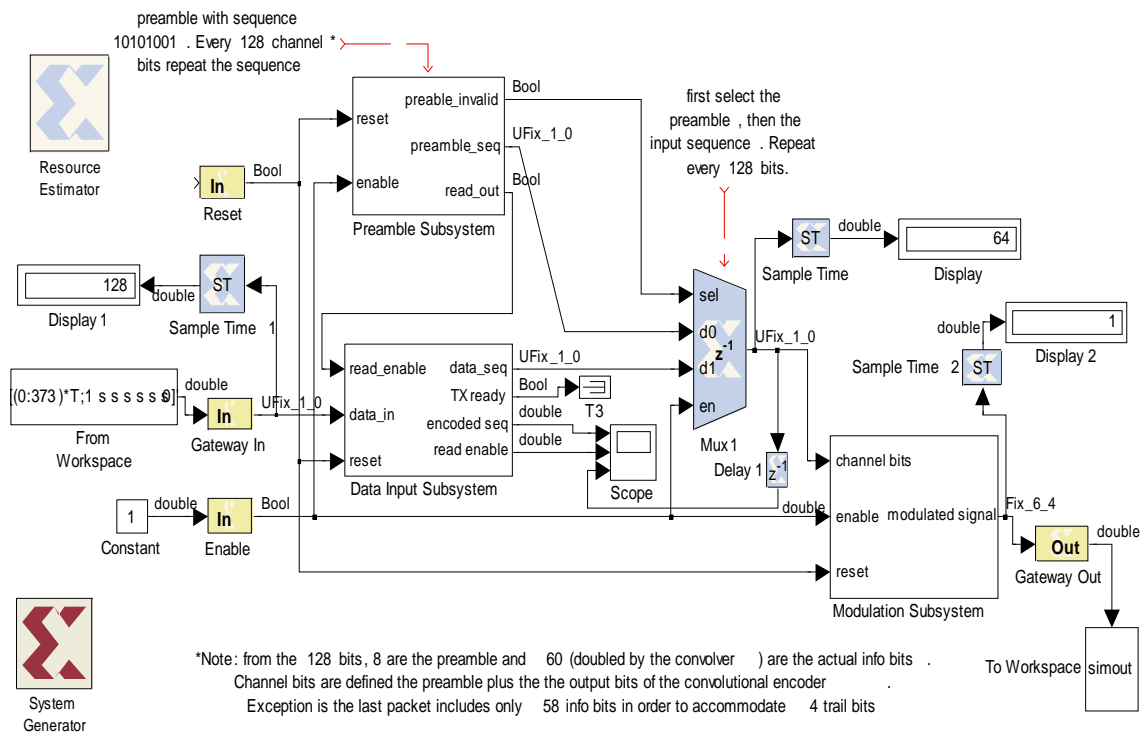 preamble with sequence
10101001 . Every 128 channel *
bits repeat the sequence
Resource
Estimator
In
Reset
Bool
reset
enable
preable_invalid
preamble_seq
read_out
Bool
UFix_1_0
Bool
Preamble Subsystem
first select the
preamble , then the
input sequence . Repeat
every 128 bits.
ST
Sample Time
double
64
Display
128
Display 1
double
ST
Sample Time 1
[(0:373 )*T;1 s s s s s s 0]
From
Workspace
double
In
Gateway In
UFix_1_0
read_enable
data_in
reset
data_seq
TX ready
encoded seq
read enable
UFix_1_0
Bool
double
double
Data Input Subsystem
T3
Scope
sel
d0
d1
en
z-1
Mux 1
UFix_1_0
Delay 1
z-1
double
1
Display 2
Sample Time 2
ST
1
Constant
double
In
Enable
Bool
double
channel bits
enable
reset
modulated signal
Modulation Subsystem
Fix_6_4
Out
Gateway Out
double
To Workspace
simout
System
Generator
*Note: from the 128 bits, 8 are the preamble and 60 (doubled by the convolver ) are the actual info bits .
Channel bits are defined the preamble plus the the output bits of the convolutional encoder .
Exception is the last packet includes only 58 info bits in order to accommodate 4 trail bits